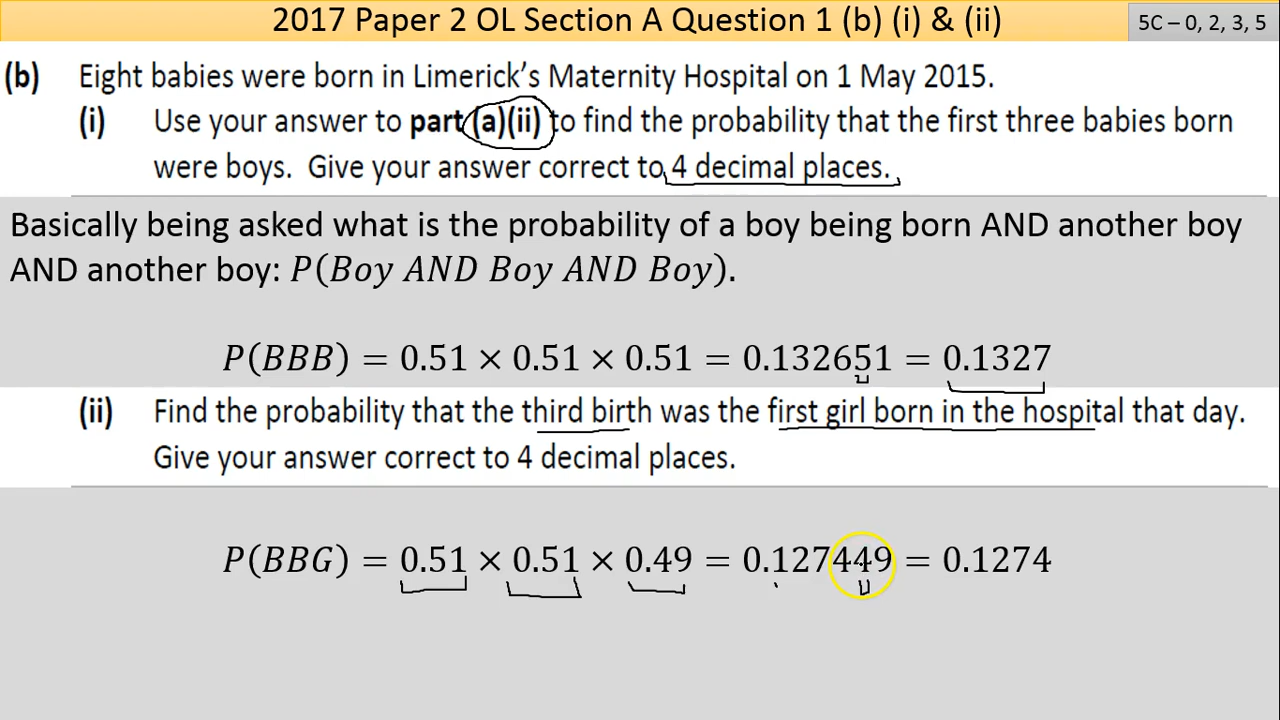 2017 Paper 2 OL Section A Question 1 (b) (i) & (ii)
5C – 0, 2, 3, 5
(b) Eight babies were born in Limerick’s Maternity Hospital on 1 May 2015.
(i) Use your answer to part (a)(ii) to find the probability that the first three babies born
were boys. Give your answer correct to 4 decimal places.
Basically being asked what is the probability of a boy being born AND another boy
AND another boy: P(Boy AND Boy AND Boy).
P(BBB) = 0.51 × 0.51 × 0.51 = 0.132651 = 0.1327
(ii) Find the probability that the third birth was the first girl born in the hospital that day.
Give your answer correct to 4 decimal places.
P(BBG) = 0.51 × 0.51 × 0.49 = 0.127449 = 0.1274